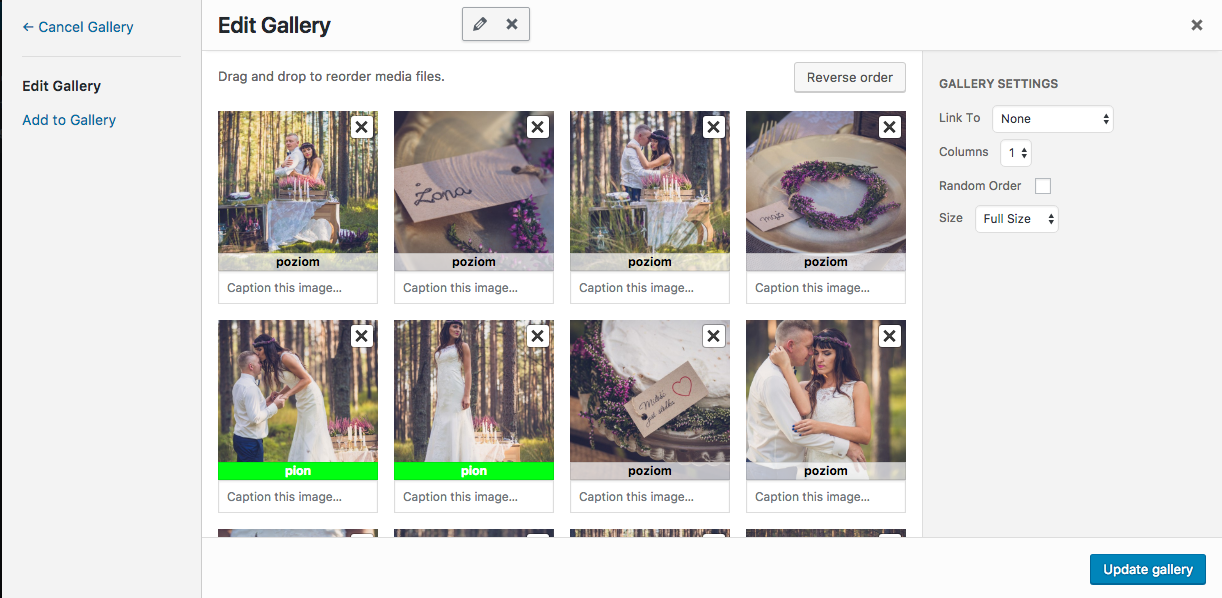 ← Cancel Gallery
Edit Gallery
Add to Gallery
Edit Gallery
Drag and drop to reorder media files.
Reverse order
Żona
poziom
poziom
poziom
poziom
Caption this image...
Caption this image...
Caption this image...
Caption this image...
pion
pion
poziom
poziom
Caption this image...
Caption this image...
Caption this image...
Caption this image...
GALLERY SETTINGS
Link To None
Columns 1
Random Order
Size Full Size
Update gallery